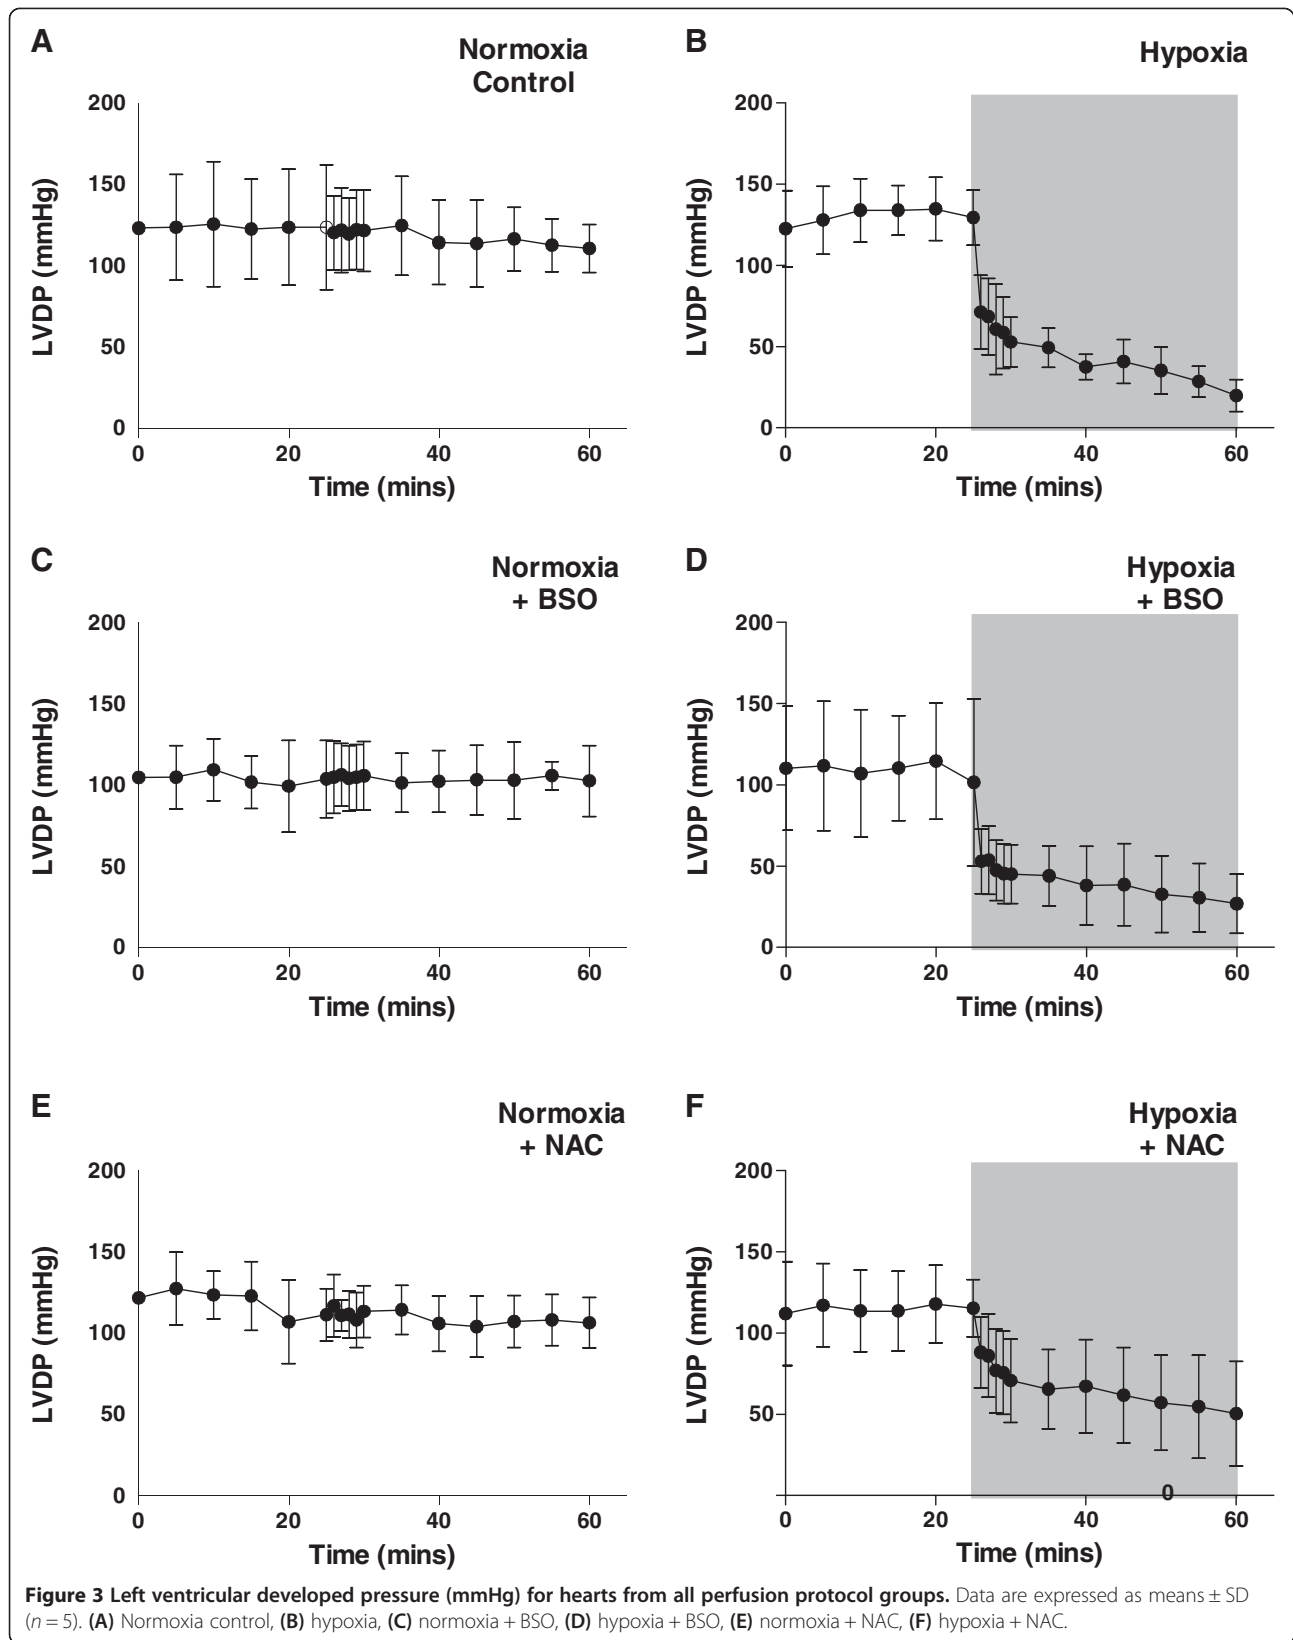 A
Normoxia
Control
200
150
100
50
0
LVDP (mmHg)
0 20 40 60
Time (mins)
B
Hypoxia
200
150
100
50
0
LVDP (mmHg)
0 20 40 60
Time (mins)
C
Normoxia
+ BSO
200
150
100
50
0
LVDP (mmHg)
0 20 40 60
Time (mins)
D
Hypoxia
+ BSO
200
150
100
50
0
LVDP (mmHg)
0 20 40 60
Time (mins)
E
Normoxia
+ NAC
200
150
100
50
0
LVDP (mmHg)
0 20 40 60
Time (mins)
F
Hypoxia
+ NAC
200
150
100
50
0
LVDP (mmHg)
0 20 40 60
Time (mins)
Figure 3 Left ventricular developed pressure (mmHg) for hearts from all perfusion protocol groups. Data are expressed as means ± SD
(n = 5). (A) Normoxia control, (B) hypoxia, (C) normoxia + BSO, (D) hypoxia + BSO, (E) normoxia + NAC, (F) hypoxia + NAC.